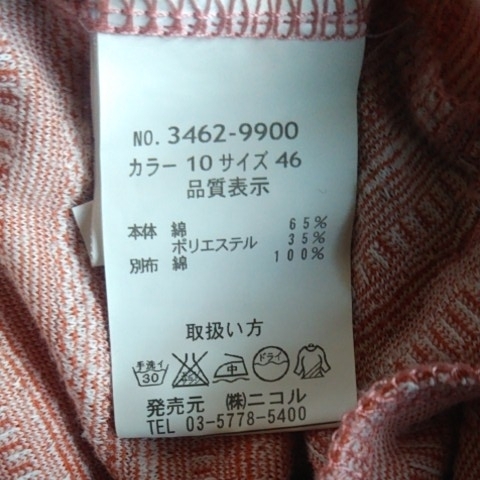 NO. 3462-9900
カラー 10 サイズ 46
品質表示
本体 綿 65%
ポリエステル 35%
別布 綿 100%
取扱い方
手洗イ 30 中 ドライ
発売元 ㈱ニコル
TEL 03-5778-5400